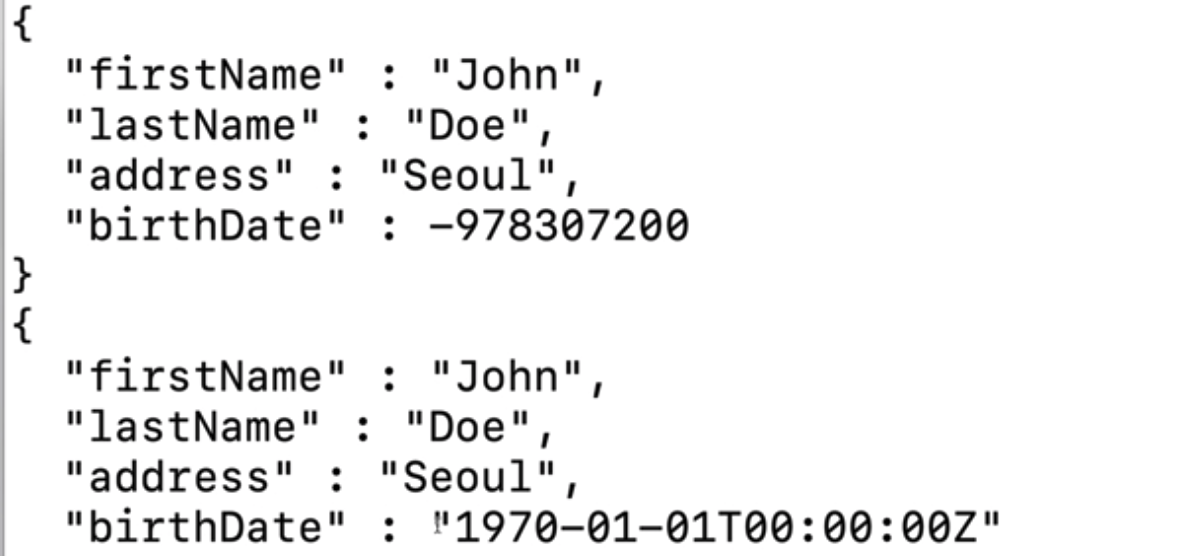 {
  "firstName" : "John",
  "lastName" : "Doe",
  "address" : "Seoul",
  "birthDate" : -978307200
}
{
  "firstName" : "John",
  "lastName" : "Doe",
  "address" : "Seoul",
  "birthDate" : "1970-01-01T00:00:00Z"